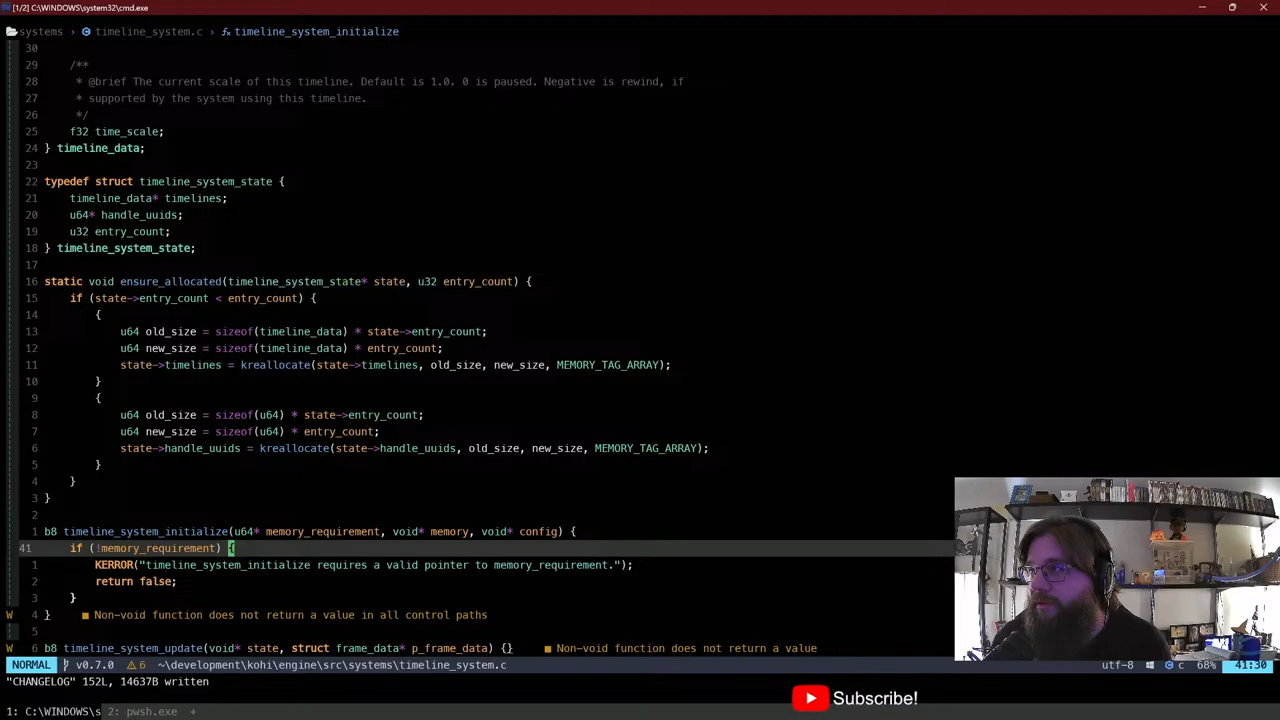 [1/2] C:\WINDOWS\system32\cmd.exe
systems › timeline_system.c › fx timeline_system_initialize
30
29 /**
28 * @brief The current scale of this timeline. Default is 1.0. 0 is paused. Negative is rewind, if
27 * supported by the system using this timeline.
26 */
25 f32 time_scale;
24 } timeline_data;
23
22 typedef struct timeline_system_state {
21 timeline_data* timelines;
20 u64* handle_uuids;
19 u32 entry_count;
18 } timeline_system_state;
17
16 static void ensure_allocated(timeline_system_state* state, u32 entry_count) {
15 if (state->entry_count < entry_count) {
14 {
13 u64 old_size = sizeof(timeline_data) * state->entry_count;
12 u64 new_size = sizeof(timeline_data) * entry_count;
11 state->timelines = kreallocate(state->timelines, old_size, new_size, MEMORY_TAG_ARRAY);
10 }
9 {
8 u64 old_size = sizeof(u64) * state->entry_count;
7 u64 new_size = sizeof(u64) * entry_count;
6 state->handle_uuids = kreallocate(state->handle_uuids, old_size, new_size, MEMORY_TAG_ARRAY);
5 }
4 }
3 }
2
1 b8 timeline_system_initialize(u64* memory_requirement, void* memory, void* config) {
41 if (!memory_requirement) {
1 KERROR("timeline_system_initialize requires a valid pointer to memory_requirement.");
2 return false;
3 }
W 4 } ■ Non-void function does not return a value in all control paths
5
W 6 b8 timeline_system_update(void* state, struct frame_data* p_frame_data) {} ■ Non-void function does not return a value
NORMAL v0.7.0 6 ~\development\kohi\engine\src\systems\timeline_system.c utf-8 c 68% 41:30
"CHANGELOG" 152L, 14637B written
Subscribe!
1: C:\WINDOWS\s 2: pwsh.exe +